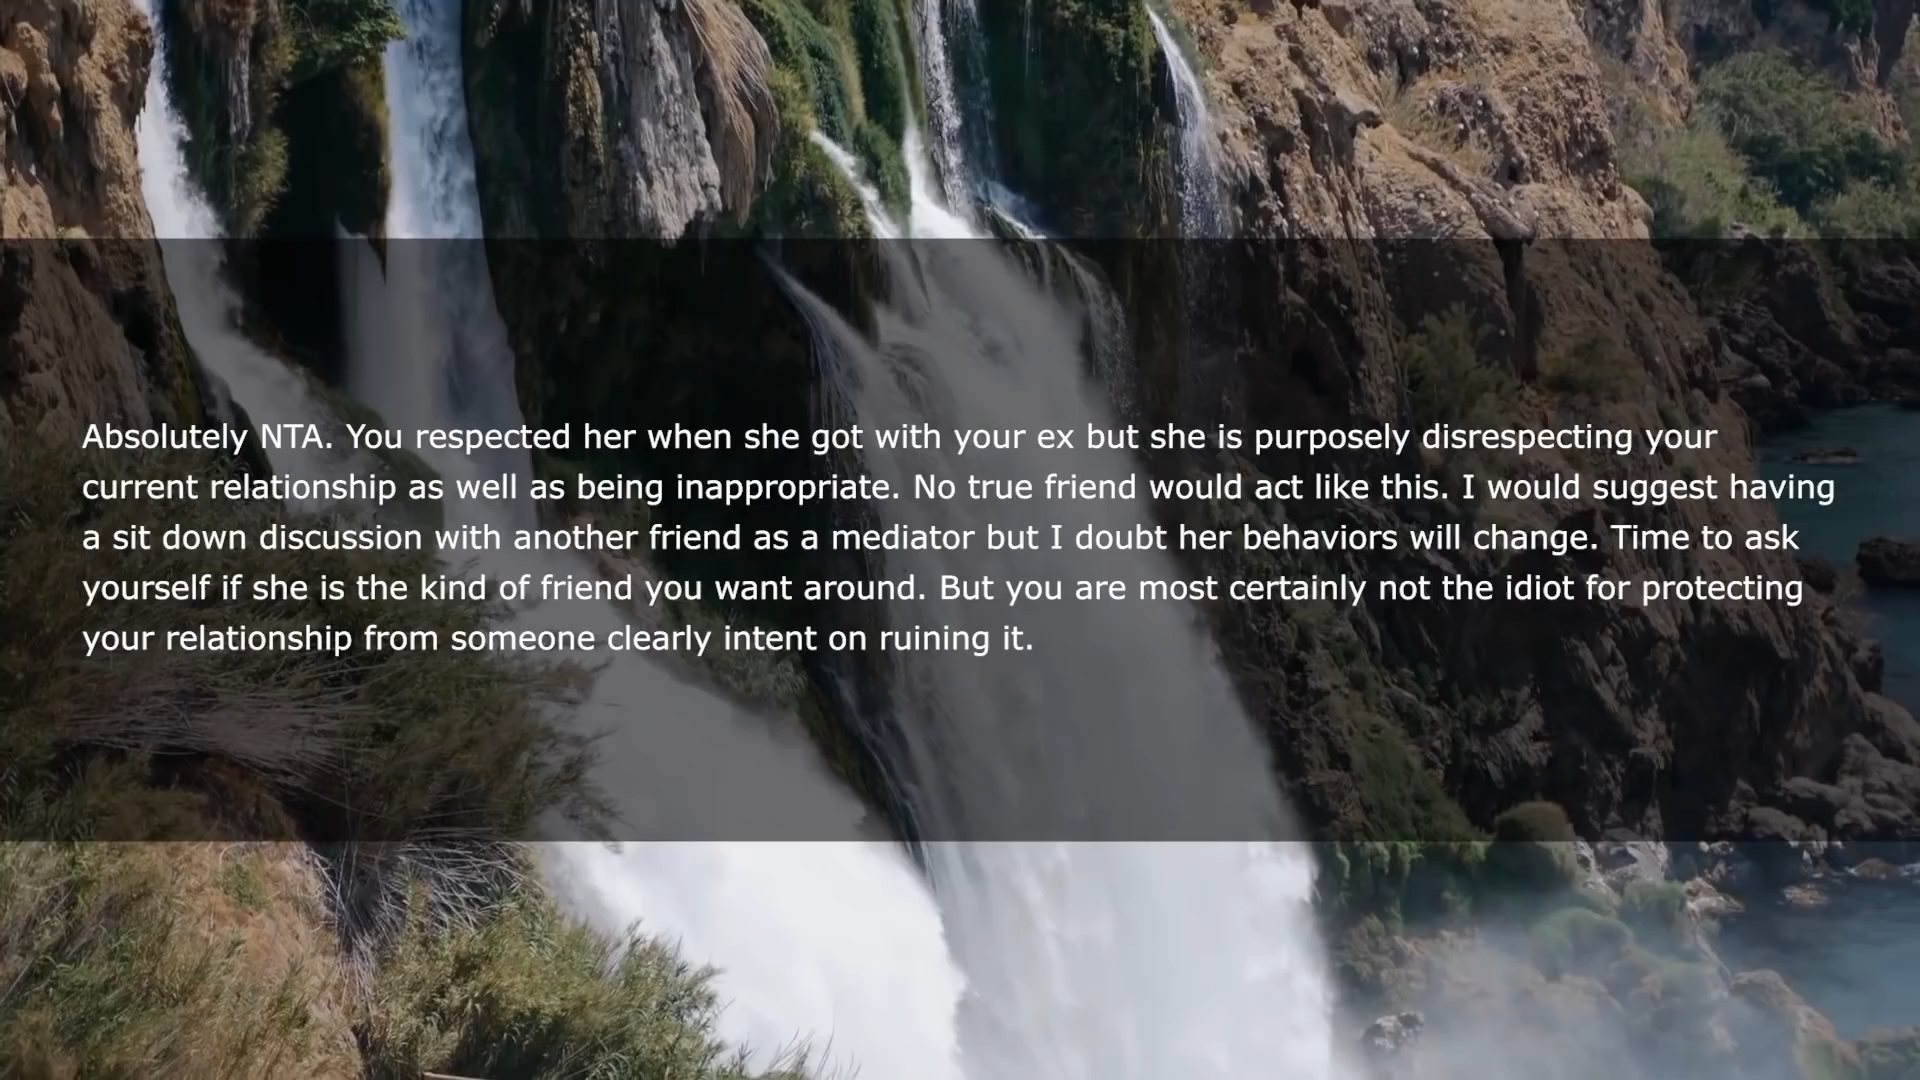 Absolutely NTA. You respected her when she got with your ex but she is purposely disrespecting your
current relationship as well as being inappropriate. No true friend would act like this. I would suggest having
a sit down discussion with another friend as a mediator but I doubt her behaviors will change. Time to ask
yourself if she is the kind of friend you want around. But you are most certainly not the idiot for protecting
your relationship from someone clearly intent on ruining it.